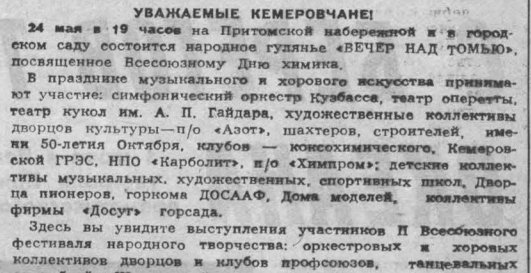 УВАЖАЕМЫЕ КЕМЕРОВЧАНЕ!
24 мая в 19 часов на Притомской набережной и в город-
ском саду состоится народное гулянье «ВЕЧЕР НАД ТОМЬЮ»,
посвященное Всесоюзному Дню химика.
В празднике музыкального и хорового искусства принима-
ют участие: симфонический оркестр Кузбасса, театр оперетты,
театр кукол им. А. П. Гайдара, художественные коллективы
дворцов культуры—п/о «Азот», шахтеров, строителей, име-
ни 50-летия Октября, клубов — коксохимического, Кемеров-
ской ГРЭС, НПО «Карболит», п/о «Химпром»; детские коллек-
тивы музыкальных, художественных, спортивных школ, Двор-
ца пионеров, горкома ДОСААФ, Дома моделей, коллективы
фирмы «Досуг» горсада.
Здесь вы увидите выступления участников II Всесоюзного
фестиваля народного творчества: оркестровых и хоровых
коллективов дворцов и клубов профсоюзов, танцевальных